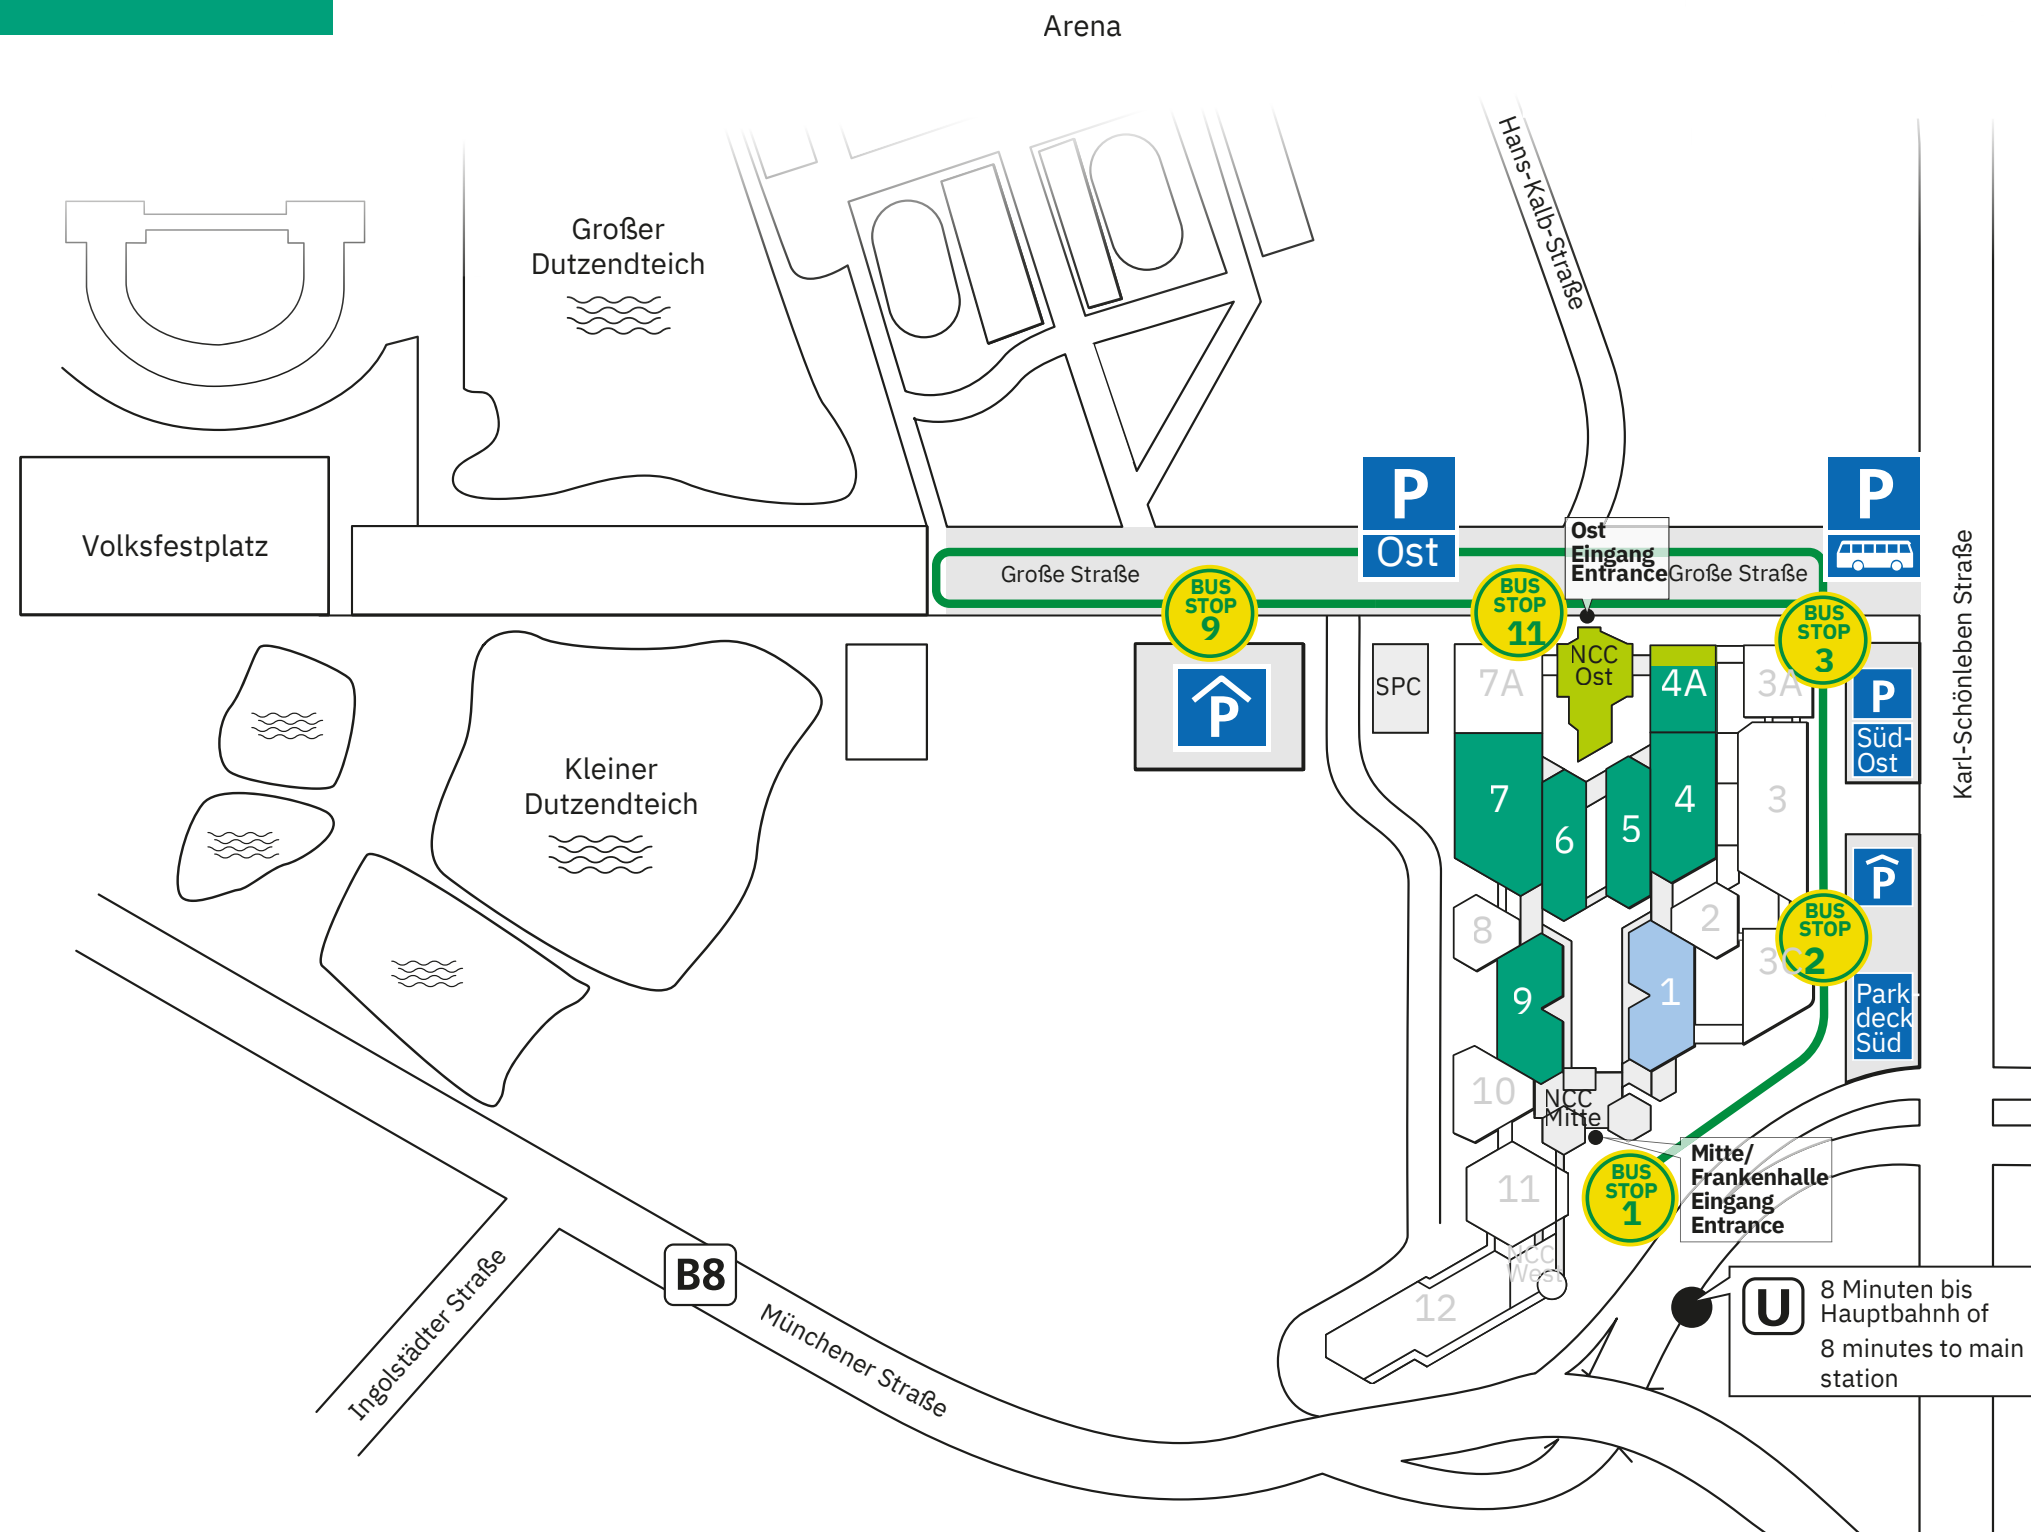 Arena
Hans-Kalb-Straße
Großer
Dutzendteich
P
Ost
P
Ost
Eingang
Entrance
Volksfestplatz
Große Straße
Große Straße
Karl-Schönleben Straße
BUS
STOP
9
BUS
STOP
11
BUS
STOP
3
NCC
Ost
SPC
7A
4A
3A
P
Süd-
Ost
P
Kleiner
Dutzendteich
7
6
5
4
3
P
8
2
BUS
STOP
2
3C
9
1
Park-
deck
Süd
10
NCC
Mitte
Mitte/
Frankenhalle
Eingang
Entrance
11
BUS
STOP
1
NCC
West
12
B8
Ingolstädter Straße
Münchener Straße
U
8 Minuten bis
Hauptbahnh of
8 minutes to main
station